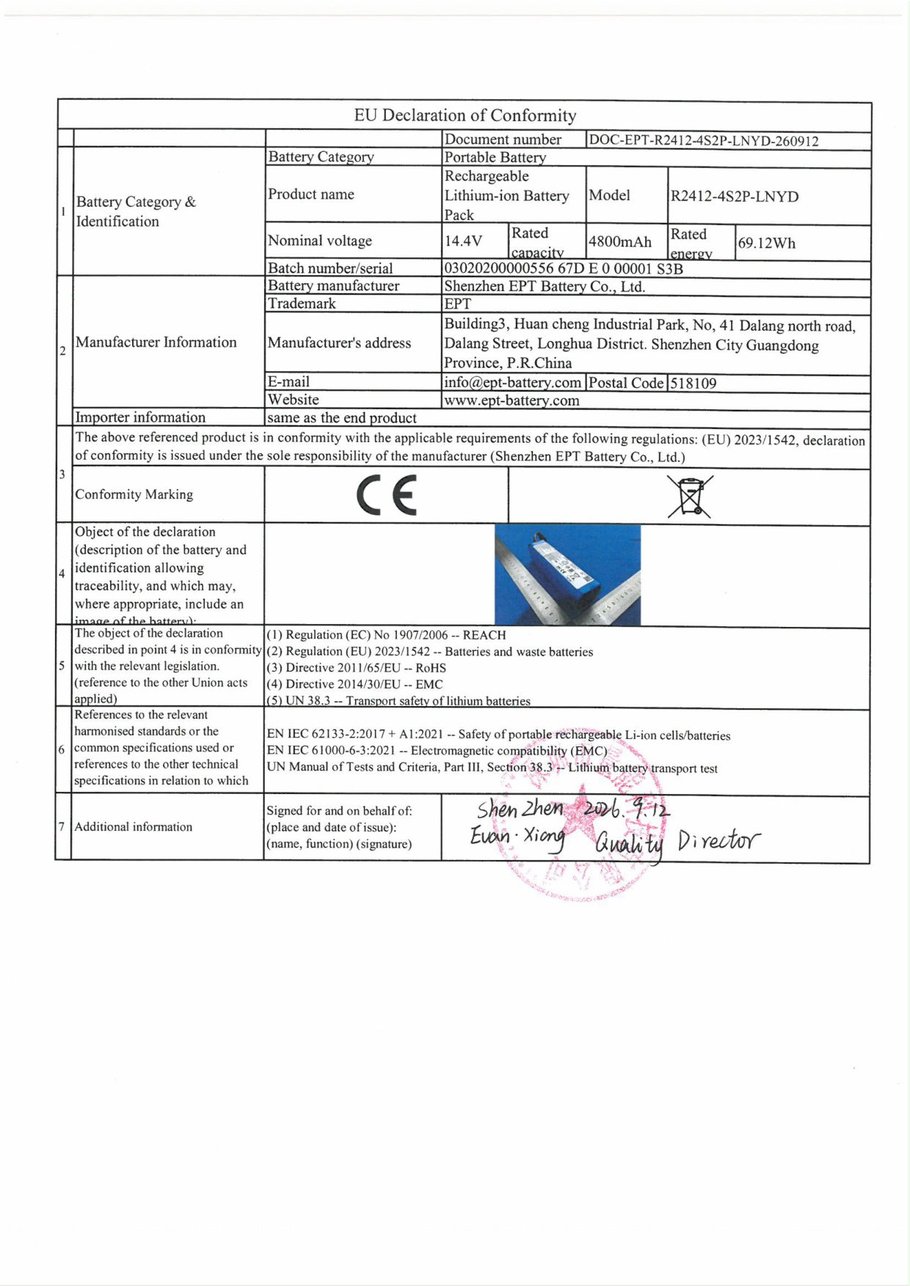 EU Declaration of Conformity
Document number DOC-EPT-R2412-4S2P-LNYD-260912
1
Battery Category &
Identification
Battery Category Portable Battery
Product name
Rechargeable
Lithium-ion Battery
Pack
Model R2412-4S2P-LNYD
Nominal voltage 14.4V
Rated
capacity
4800mAh
Rated
energy
69.12Wh
Batch number/serial 03020200000556 67D E 0 00001 S3B
2
Manufacturer Information
Battery manufacturer Shenzhen EPT Battery Co., Ltd.
Trademark EPT
Manufacturer's address
Building3, Huan cheng Industrial Park, No, 41 Dalang north road,
Dalang Street, Longhua District. Shenzhen City Guangdong
Province, P.R.China
E-mail info@ept-battery.com Postal Code 518109
Website www.ept-battery.com
Importer information same as the end product
3
The above referenced product is in conformity with the applicable requirements of the following regulations: (EU) 2023/1542, declaration
of conformity is issued under the sole responsibility of the manufacturer (Shenzhen EPT Battery Co., Ltd.)
Conformity Marking CE
4
Object of the declaration
(description of the battery and
identification allowing
traceability, and which may,
where appropriate, include an
image of the battery):
5
The object of the declaration
described in point 4 is in conformity
with the relevant legislation.
(reference to the other Union acts
applied)
(1) Regulation (EC) No 1907/2006 -- REACH
(2) Regulation (EU) 2023/1542 -- Batteries and waste batteries
(3) Directive 2011/65/EU -- RoHS
(4) Directive 2014/30/EU -- EMC
(5) UN 38.3 -- Transport safety of lithium batteries
6
References to the relevant
harmonised standards or the
common specifications used or
references to the other technical
specifications in relation to which
EN IEC 62133-2:2017 + A1:2021 -- Safety of portable rechargeable Li-ion cells/batteries
EN IEC 61000-6-3:2021 -- Electromagnetic compatibility (EMC)
UN Manual of Tests and Criteria, Part III, Section 38.3 -- Lithium battery transport test
7
Additional information
Signed for and on behalf of:
(place and date of issue):
(name, function) (signature)
ShenZhen 2026.9.12
Evan·Xiong Quality Director